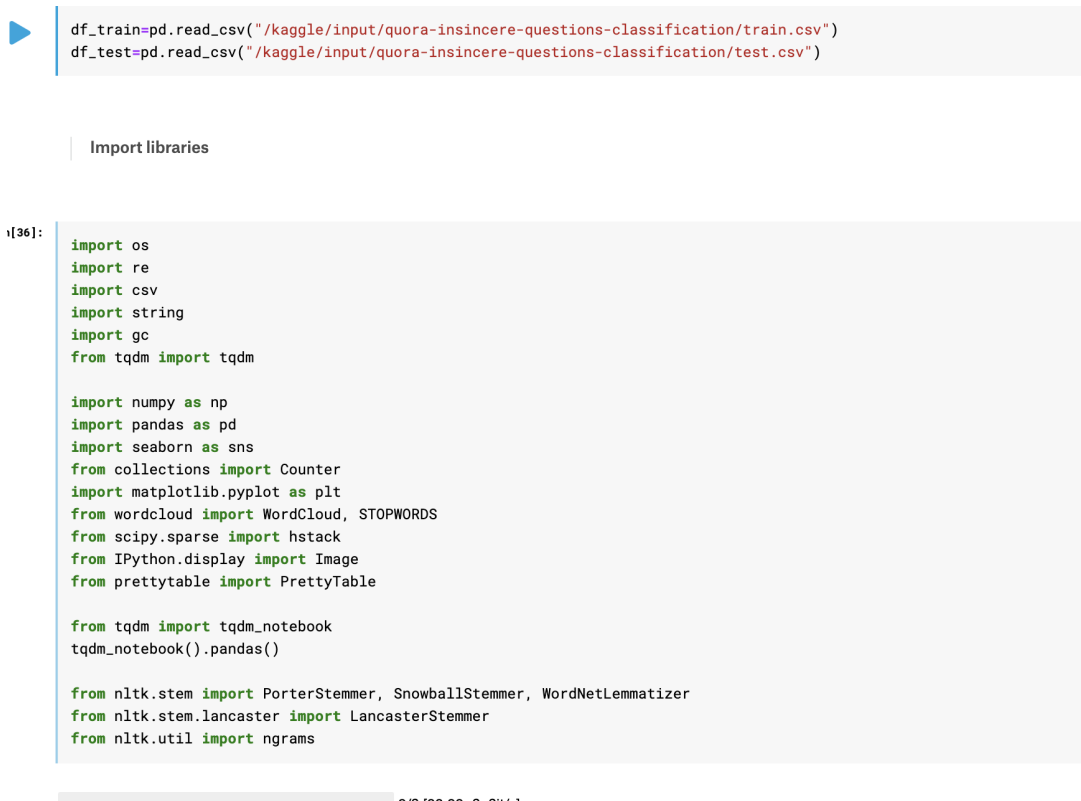 df_train=pd.read_csv("/kaggle/input/quora-insincere-questions-classification/train.csv")
df_test=pd.read_csv("/kaggle/input/quora-insincere-questions-classification/test.csv")
Import libraries
[36]:
import os
import re
import csv
import string
import gc
from tqdm import tqdm
import numpy as np
import pandas as pd
import seaborn as sns
from collections import Counter
import matplotlib.pyplot as plt
from wordcloud import WordCloud, STOPWORDS
from scipy.sparse import hstack
from IPython.display import Image
from prettytable import PrettyTable
from tqdm import tqdm_notebook
tqdm_notebook().pandas()
from nltk.stem import PorterStemmer, SnowballStemmer, WordNetLemmatizer
from nltk.stem.lancaster import LancasterStemmer
from nltk.util import ngrams